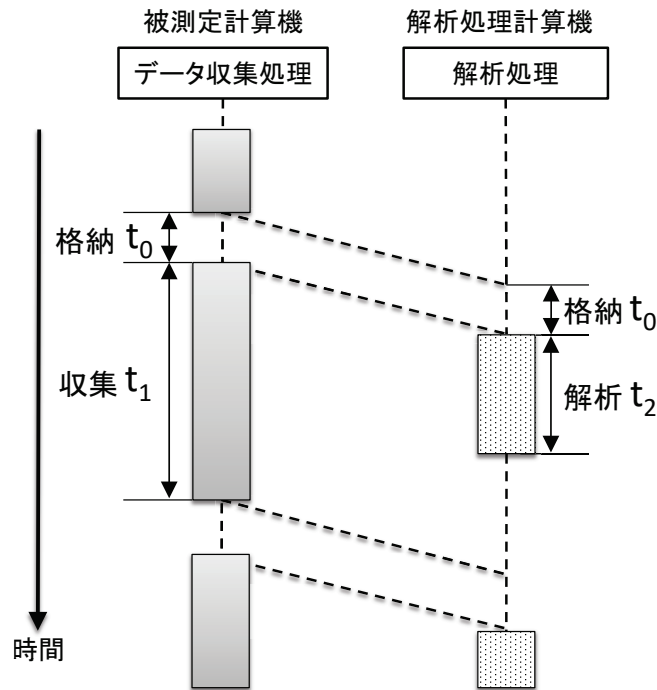 被測定計算機
解析処理計算機
データ収集処理
解析処理
格納 t₀
格納 t₀
収集 t₁
解析 t₂
時間